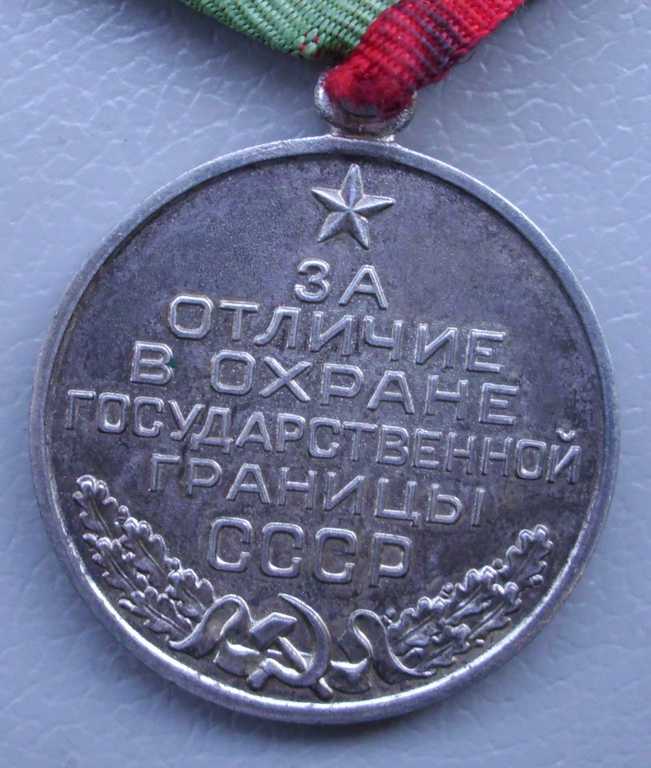 ЗА
ОТЛИЧИЕ
В ОХРАНЕ
ГОСУДАРСТВЕННОЙ
ГРАНИЦЫ
СССР